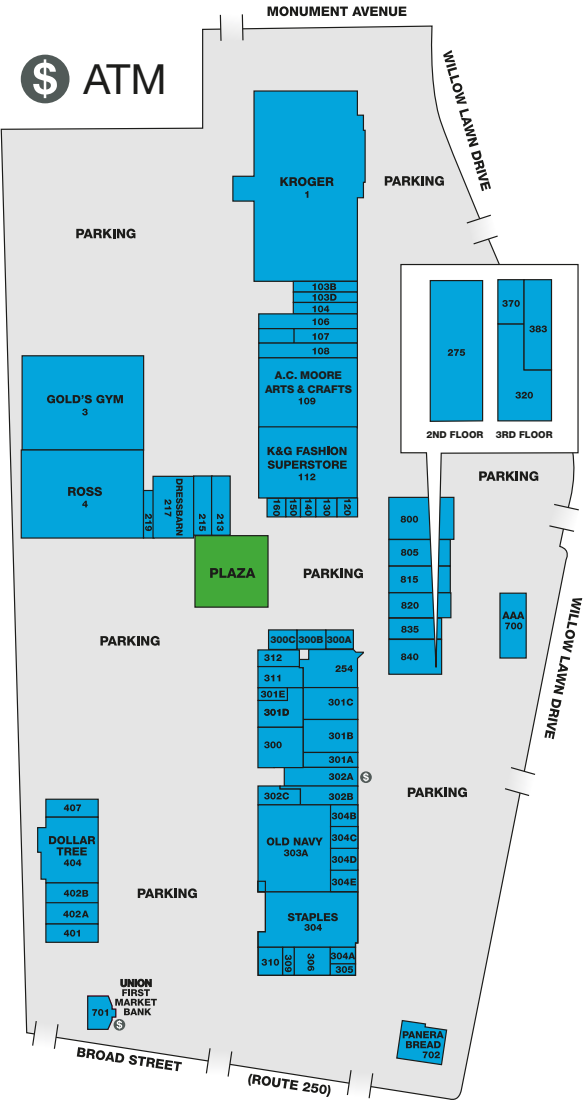 MONUMENT AVENUE
$ ATM
WILLOW LAWN DRIVE
KROGER
1
PARKING
PARKING
103B
103D
104
106
107
108
A.C. MOORE
ARTS & CRAFTS
109
K&G FASHION
SUPERSTORE
112
160
150
140
130
120
275
370
383
320
2ND FLOOR
3RD FLOOR
GOLD'S GYM
3
ROSS
4
219
DRESSBARN
217
215
213
PLAZA
PARKING
PARKING
800
805
815
820
835
840
AAA
700
WILLOW LAWN DRIVE
PARKING
300C
300B
300A
312
254
311
301E
301C
301D
301B
300
301A
302A
$
302C
302B
PARKING
OLD NAVY
303A
304B
304C
304D
304E
STAPLES
304
310
309
306
304A
305
407
DOLLAR
TREE
404
402B
402A
401
PARKING
UNION
FIRST
MARKET
BANK
701
$
PANERA
BREAD
702
BROAD STREET
(ROUTE 250)